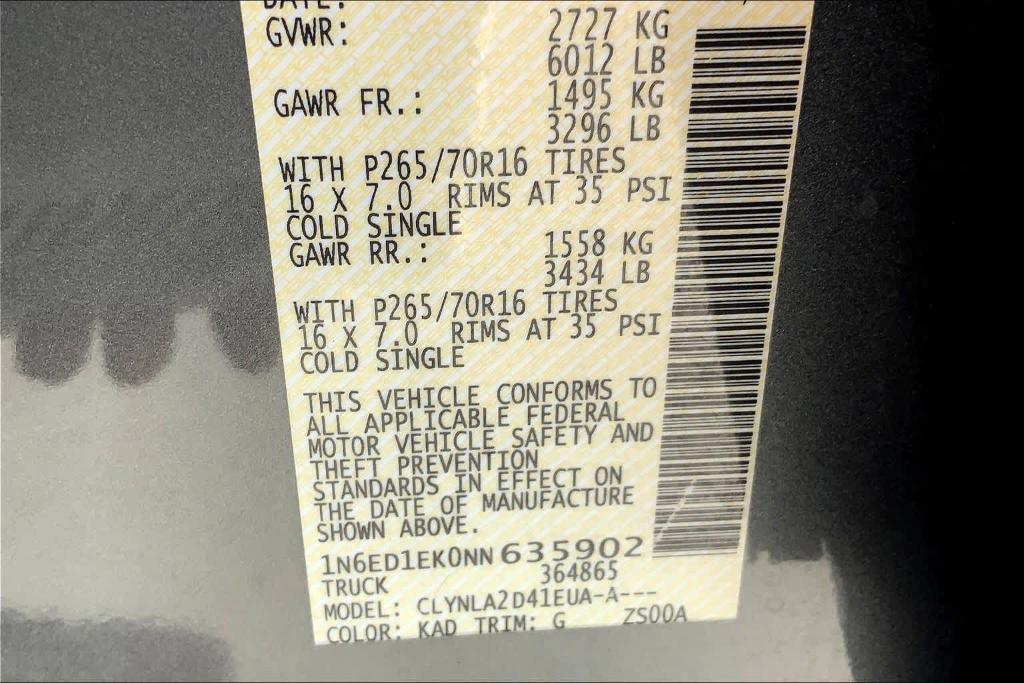 DATE:
GVWR: 2727 KG
6012 LB
GAWR FR.: 1495 KG
3296 LB
WITH P265/70R16 TIRES
16 X 7.0 RIMS AT 35 PSI
COLD SINGLE
GAWR RR.: 1558 KG
3434 LB
WITH P265/70R16 TIRES
16 X 7.0 RIMS AT 35 PSI
COLD SINGLE
THIS VEHICLE CONFORMS TO
ALL APPLICABLE FEDERAL
MOTOR VEHICLE SAFETY AND
THEFT PREVENTION
STANDARDS IN EFFECT ON
THE DATE OF MANUFACTURE
SHOWN ABOVE.
1N6ED1EK0NN635902
TRUCK 364865
MODEL: CLYNLA2D41EUA-A---
COLOR: KAD TRIM: G ZS00A